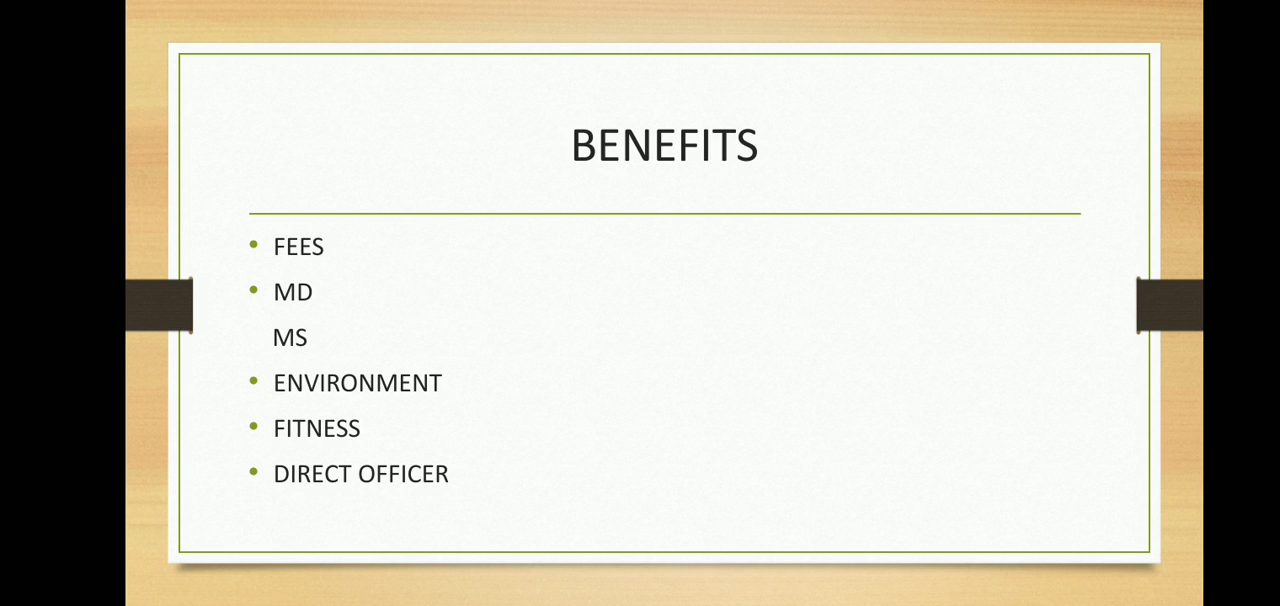 BENEFITS
• FEES
• MD
MS
• ENVIRONMENT
• FITNESS
• DIRECT OFFICER